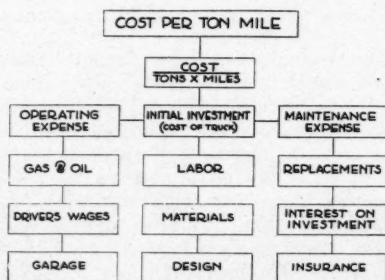 COST PER TON MILE
COST
TONS X MILES
OPERATING
EXPENSE
INITIAL INVESTMENT
(COST OF TRUCK)
MAINTENANCE
EXPENSE
GAS & OIL
LABOR
REPLACEMENTS
DRIVERS WAGES
MATERIALS
INTEREST ON
INVESTMENT
GARAGE
DESIGN
INSURANCE